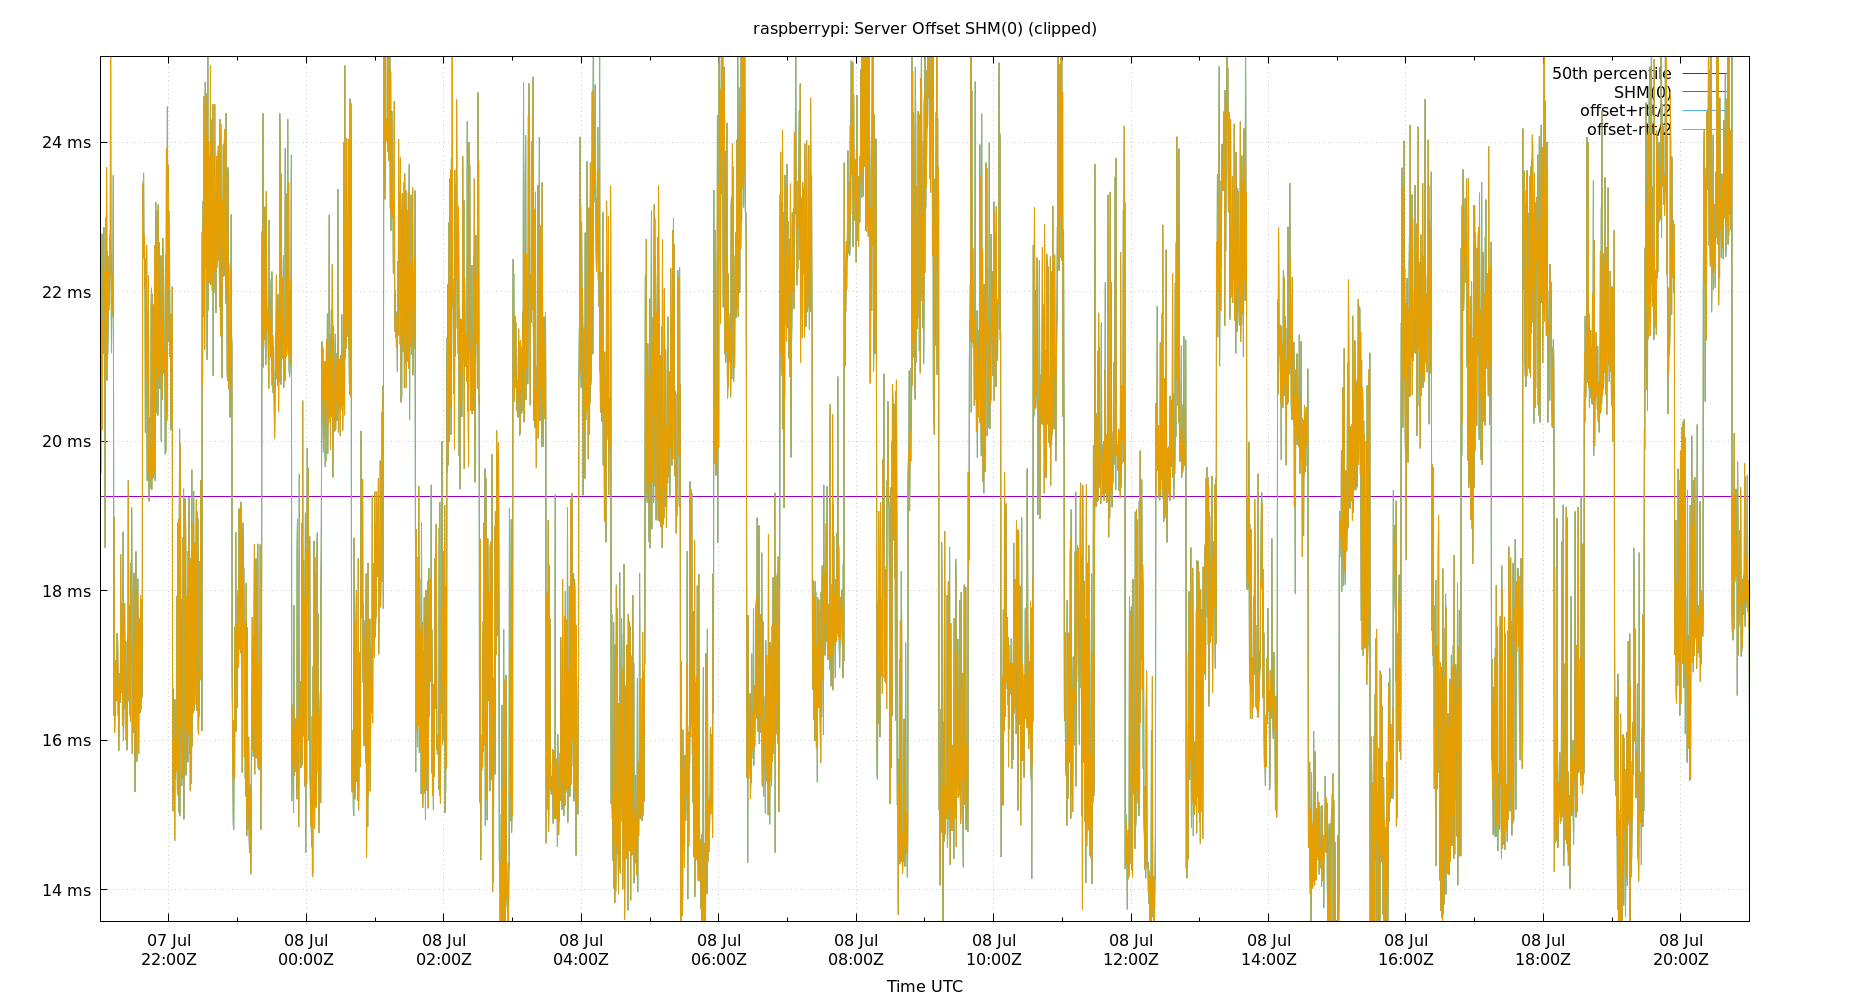 raspberrypi: Server Offset SHM(0) (clipped)
50th percentile
SHM(0)
offset+rtt/2
offset-rtt/2
24 ms
22 ms
20 ms
18 ms
16 ms
14 ms
07 Jul 08 Jul 08 Jul 08 Jul 08 Jul 08 Jul 08 Jul 08 Jul 08 Jul 08 Jul 08 Jul 08 Jul
22:00Z 00:00Z 02:00Z 04:00Z 06:00Z 08:00Z 10:00Z 12:00Z 14:00Z 16:00Z 18:00Z 20:00Z
Time UTC